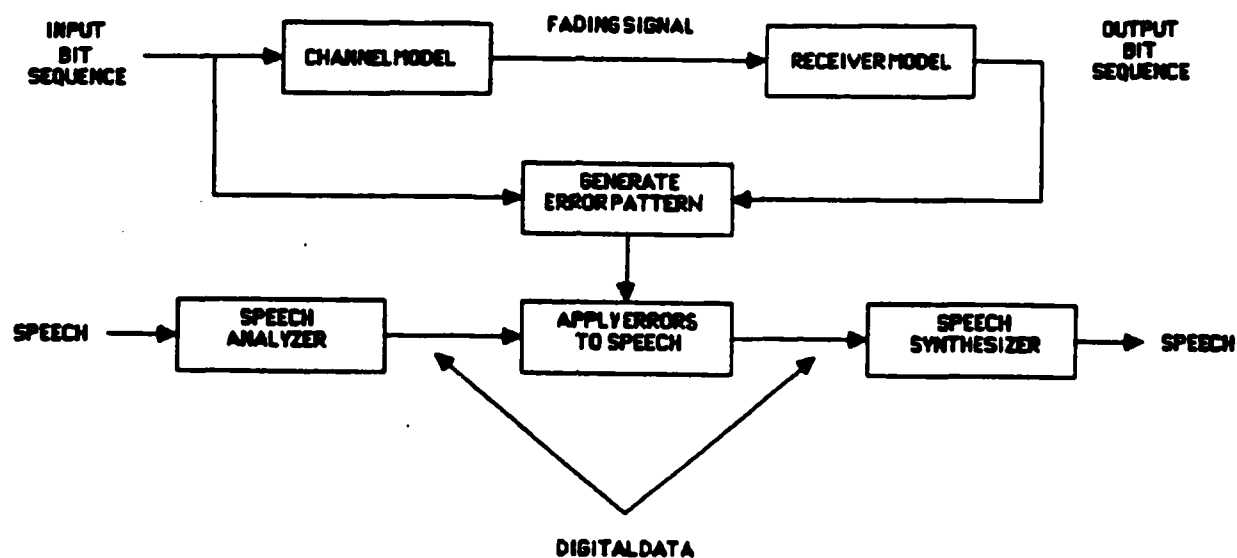 INPUT
BIT
SEQUENCE
CHANNEL MODEL
FADING SIGNAL
RECEIVER MODEL
OUTPUT
BIT
SEQUENCE
GENERATE
ERROR PATTERN
SPEECH
SPEECH
ANALYZER
APPLY ERRORS
TO SPEECH
SPEECH
SYNTHESIZER
SPEECH
DIGITAL DATA